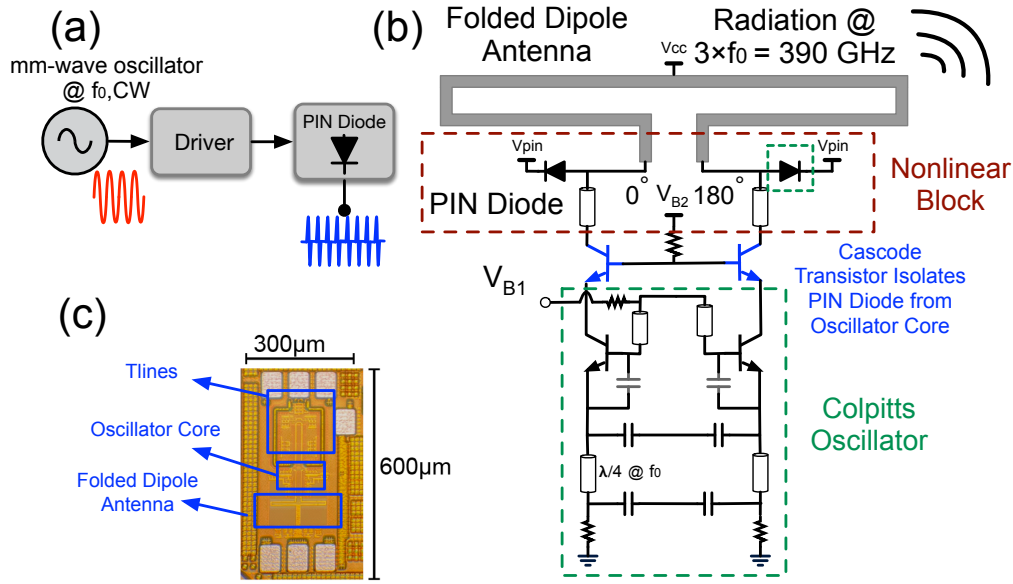 (a)
mm-wave oscillator
@ f0,CW
Driver
PIN Diode
(b)
Folded Dipole
Antenna
Radiation @
3×f0 = 390 GHz
Vcc
Vpin
Vpin
PIN Diode
0°
VB2
180°
Nonlinear
Block
Cascode
Transistor Isolates
PIN Diode from
Oscillator Core
VB1
Colpitts
Oscillator
λ/4 @ f0
(c)
300μm
Tlines
Oscillator Core
Folded Dipole
Antenna
600μm